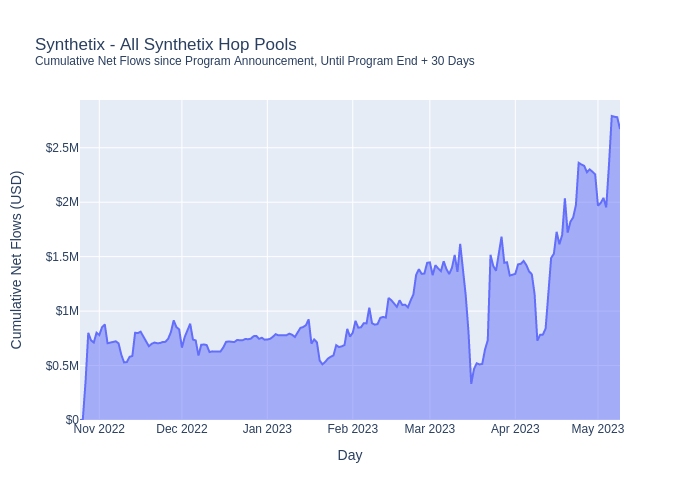 Synthetix - All Synthetix Hop Pools
Cumulative Net Flows since Program Announcement, Until Program End + 30 Days
Cumulative Net Flows (USD)
$2.5M
$2M
$1.5M
$1M
$0.5M
$0
Nov 2022 Dec 2022 Jan 2023 Feb 2023 Mar 2023 Apr 2023 May 2023
Day